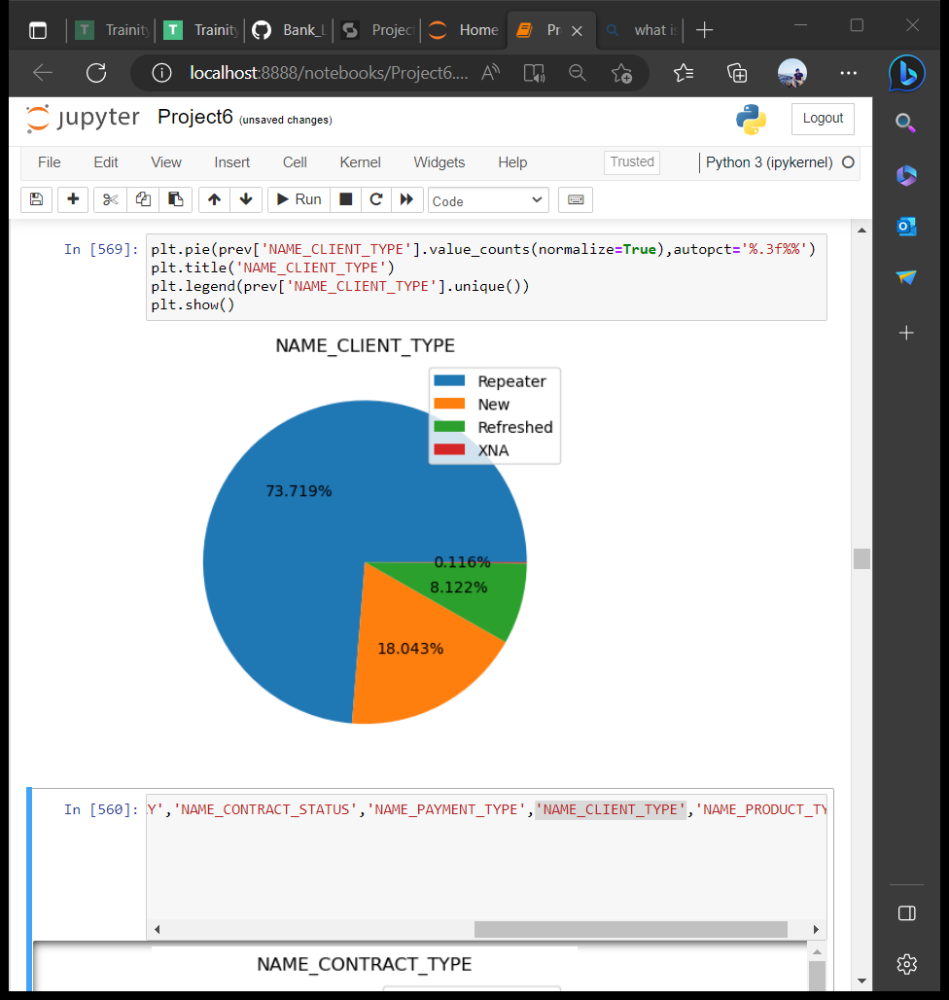 Trainity
Trainity
Bank_L
Project
Home
Pr
what is
localhost:8888/notebooks/Project6....
jupyter Project6 (unsaved changes)
Logout
File Edit View Insert Cell Kernel Widgets Help
Trusted
Python 3 (ipykernel)
Run
Code
In [569]:
plt.pie(prev['NAME_CLIENT_TYPE'].value_counts(normalize=True),autopct='%.3f%%')
plt.title('NAME_CLIENT_TYPE')
plt.legend(prev['NAME_CLIENT_TYPE'].unique())
plt.show()
NAME_CLIENT_TYPE
Repeater
New
Refreshed
XNA
73.719%
0.116%
8.122%
18.043%
In [560]:
Y','NAME_CONTRACT_STATUS','NAME_PAYMENT_TYPE','NAME_CLIENT_TYPE','NAME_PRODUCT_TY
NAME_CONTRACT_TYPE